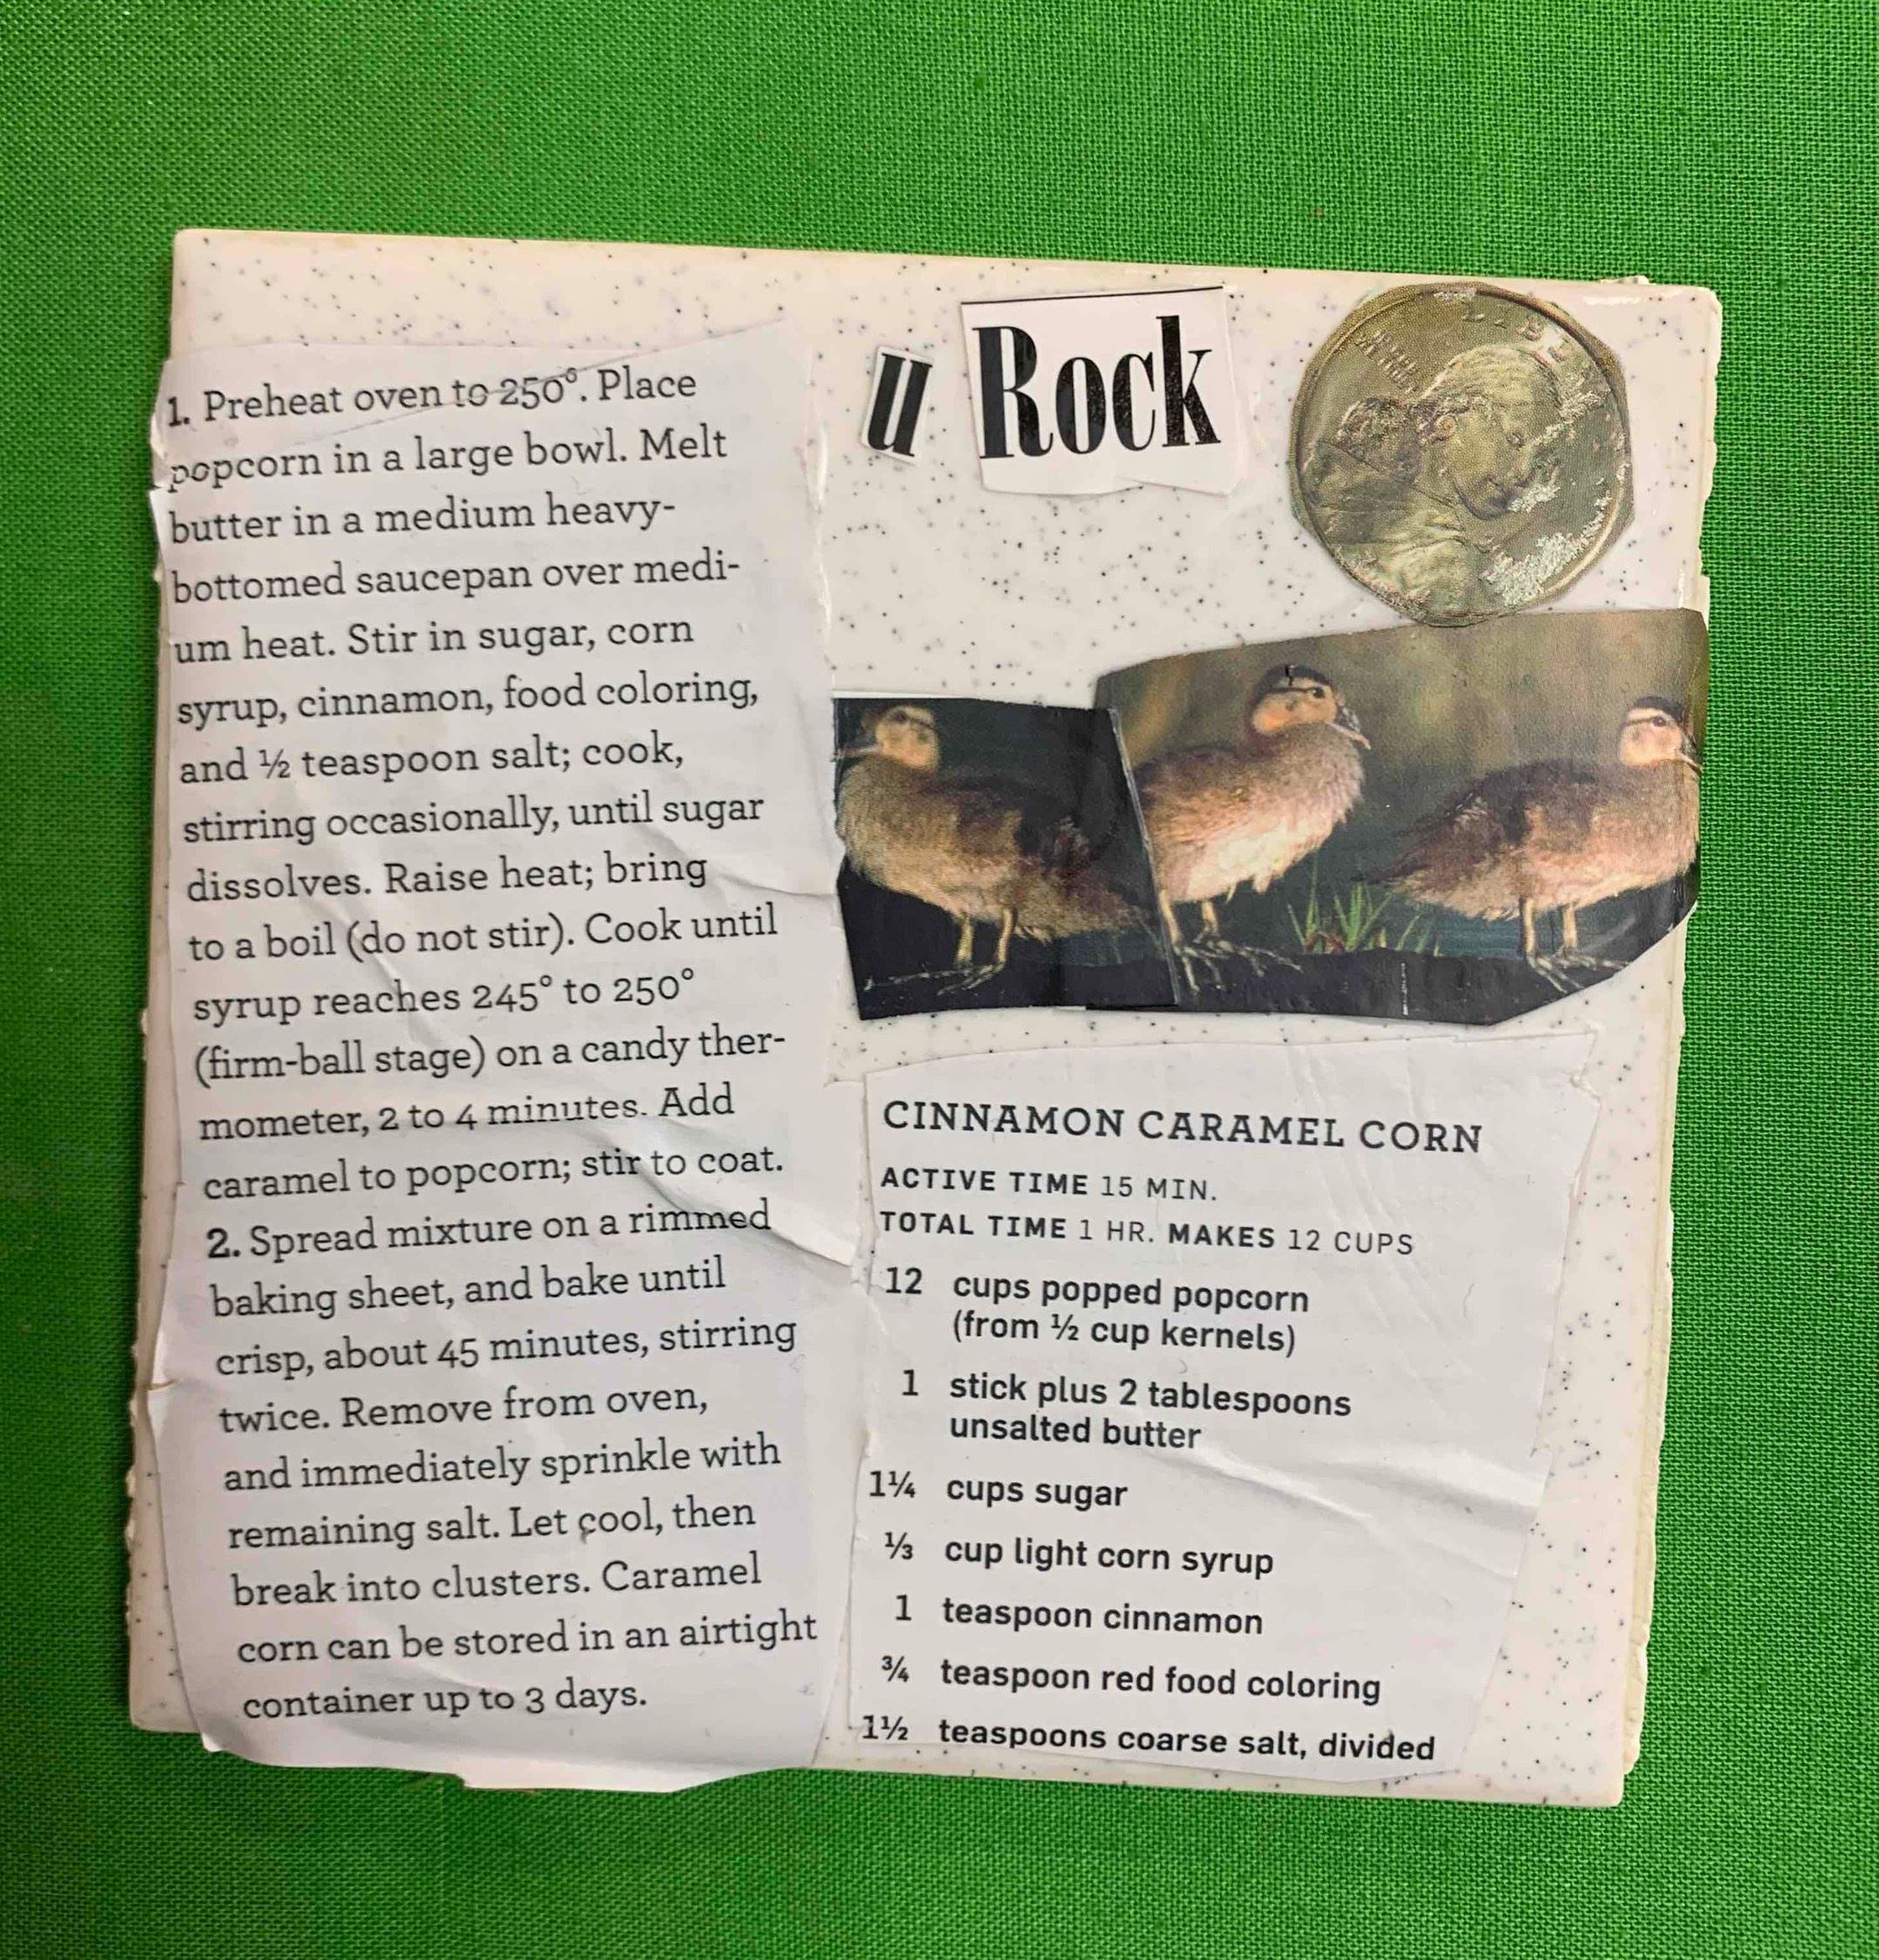 u Rock
LIBE
1. Preheat oven to 250°. Place
popcorn in a large bowl. Melt
butter in a medium heavy-
bottomed saucepan over medi-
um heat. Stir in sugar, corn
syrup, cinnamon, food coloring,
and ½ teaspoon salt; cook,
stirring occasionally, until sugar
dissolves. Raise heat; bring
to a boil (do not stir). Cook until
syrup reaches 245° to 250°
(firm-ball stage) on a candy ther-
mometer, 2 to 4 minutes. Add
caramel to popcorn; stir to coat.
2. Spread mixture on a rimmed
baking sheet, and bake until
crisp, about 45 minutes, stirring
twice. Remove from oven,
and immediately sprinkle with
remaining salt. Let cool, then
break into clusters. Caramel
corn can be stored in an airtight
container up to 3 days.
CINNAMON CARAMEL CORN
ACTIVE TIME 15 MIN.
TOTAL TIME 1 HR. MAKES 12 CUPS
12 cups popped popcorn
(from ½ cup kernels)
1 stick plus 2 tablespoons
unsalted butter
1¼ cups sugar
⅓ cup light corn syrup
1 teaspoon cinnamon
¾ teaspoon red food coloring
1½ teaspoons coarse salt, divided